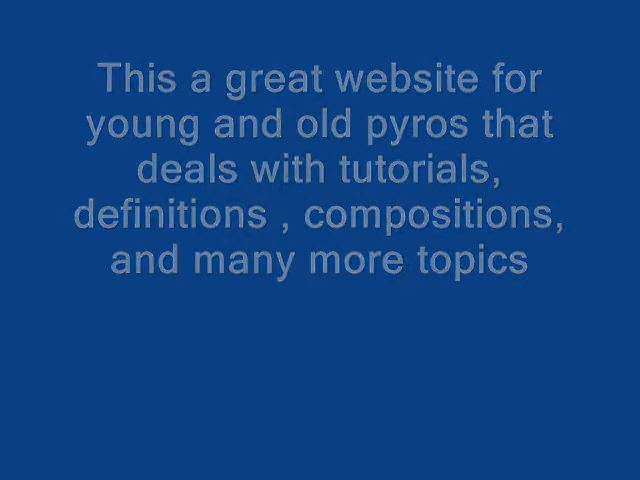 This a great website for
young and old pyros that
deals with tutorials,
definitions , compositions,
and many more topics